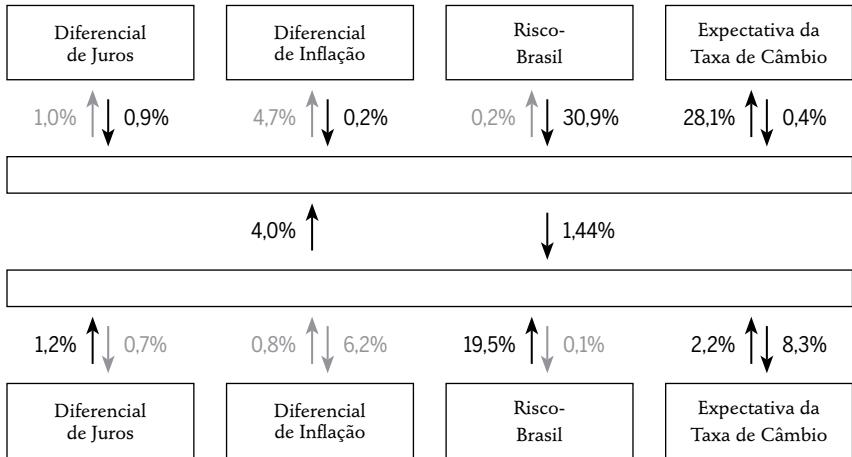 Diferencial
de Juros
Diferencial
de Inflação
Risco-
Brasil
Expectativa da
Taxa de Câmbio
1,0% 0,9% 4,7% 0,2% 0,2% 30,9% 28,1% 0,4%
4,0% 1,44%
1,2% 0,7% 0,8% 6,2% 19,5% 0,1% 2,2% 8,3%
Diferencial
de Juros
Diferencial
de Inflação
Risco-
Brasil
Expectativa da
Taxa de Câmbio